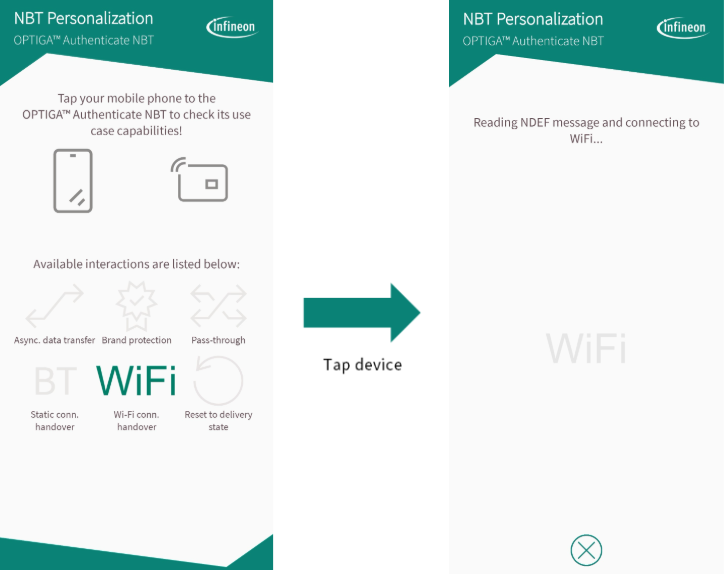 NBT Personalization
OPTIGA™ Authenticate NBT
infineon
Tap your mobile phone to the
OPTIGA™ Authenticate NBT to check its use
case capabilities!
Available interactions are listed below:
Async. data transfer
Brand protection
Pass-through
BT
WiFi
Static conn.
handover
Wi-Fi conn.
handover
Reset to delivery
state
Tap device
NBT Personalization
OPTIGA™ Authenticate NBT
infineon
Reading NDEF message and connecting to
WiFi...
WiFi